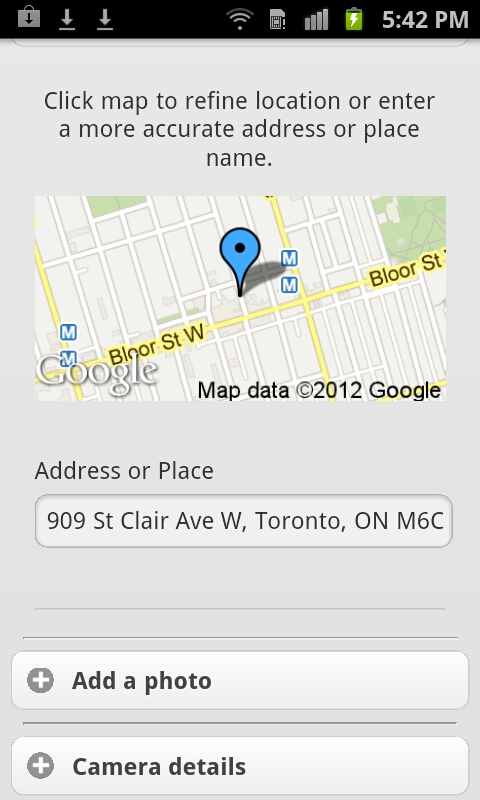 5:42 PM
Click map to refine location or enter
a more accurate address or place
name.
M
Bloor St
M
M
Bloor St W
M
Google
Map data ©2012 Google
Address or Place
909 St Clair Ave W, Toronto, ON M6C
Add a photo
Camera details